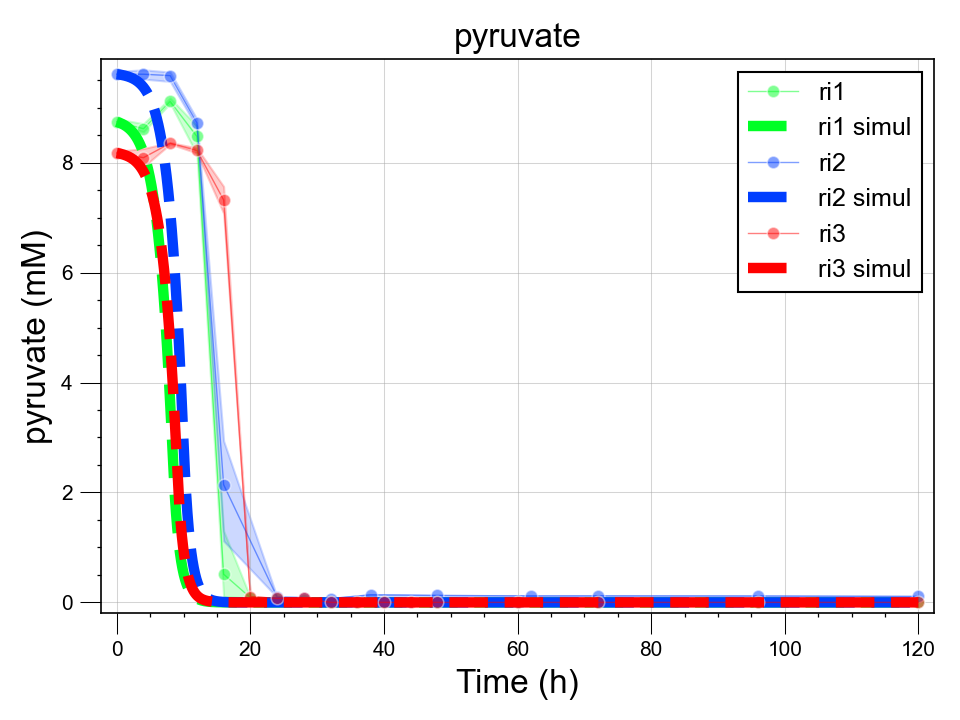 pyruvate
ri1
ri1 simul
ri2
ri2 simul
ri3
ri3 simul
pyruvate (mM)
8
6
4
2
0
0 20 40 60 80 100 120
Time (h)